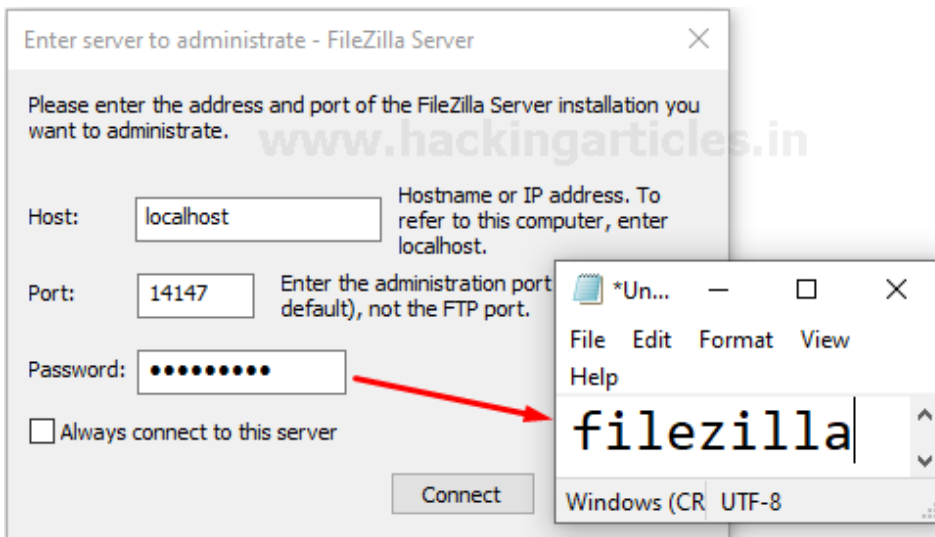 Enter server to administrate - FileZilla Server
Please enter the address and port of the FileZilla Server installation you
want to administrate.
www.hackingarticles.in
Host:
localhost
Hostname or IP address. To
refer to this computer, enter
localhost.
Port:
14147
Enter the administration port
default), not the FTP port.
Password:
•••••••••
Always connect to this server
Connect
*Un...
File Edit Format View
Help
filezilla
Windows (CR UTF-8